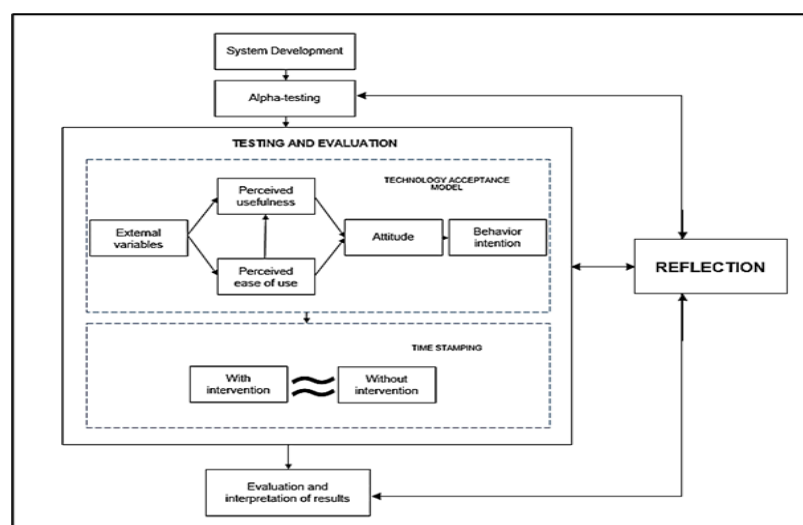 System Development
Alpha-testing
TESTING AND EVALUATION
TECHNOLOGY ACCEPTANCE
MODEL
Perceived
usefulness
External
variables
Attitude
Behavior
intention
Perceived
ease of use
REFLECTION
TIME STAMPING
With
intervention
Without
intervention
Evaluation and
interpretation of results